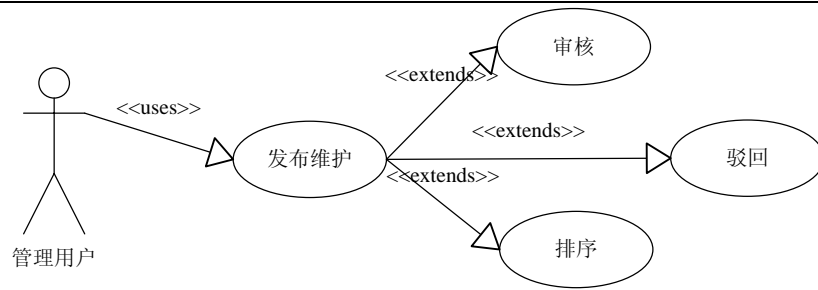 审核
<<extends>>
<<uses>>
<<extends>>
发布维护
驳回
<<extends>>
排序
管理用户